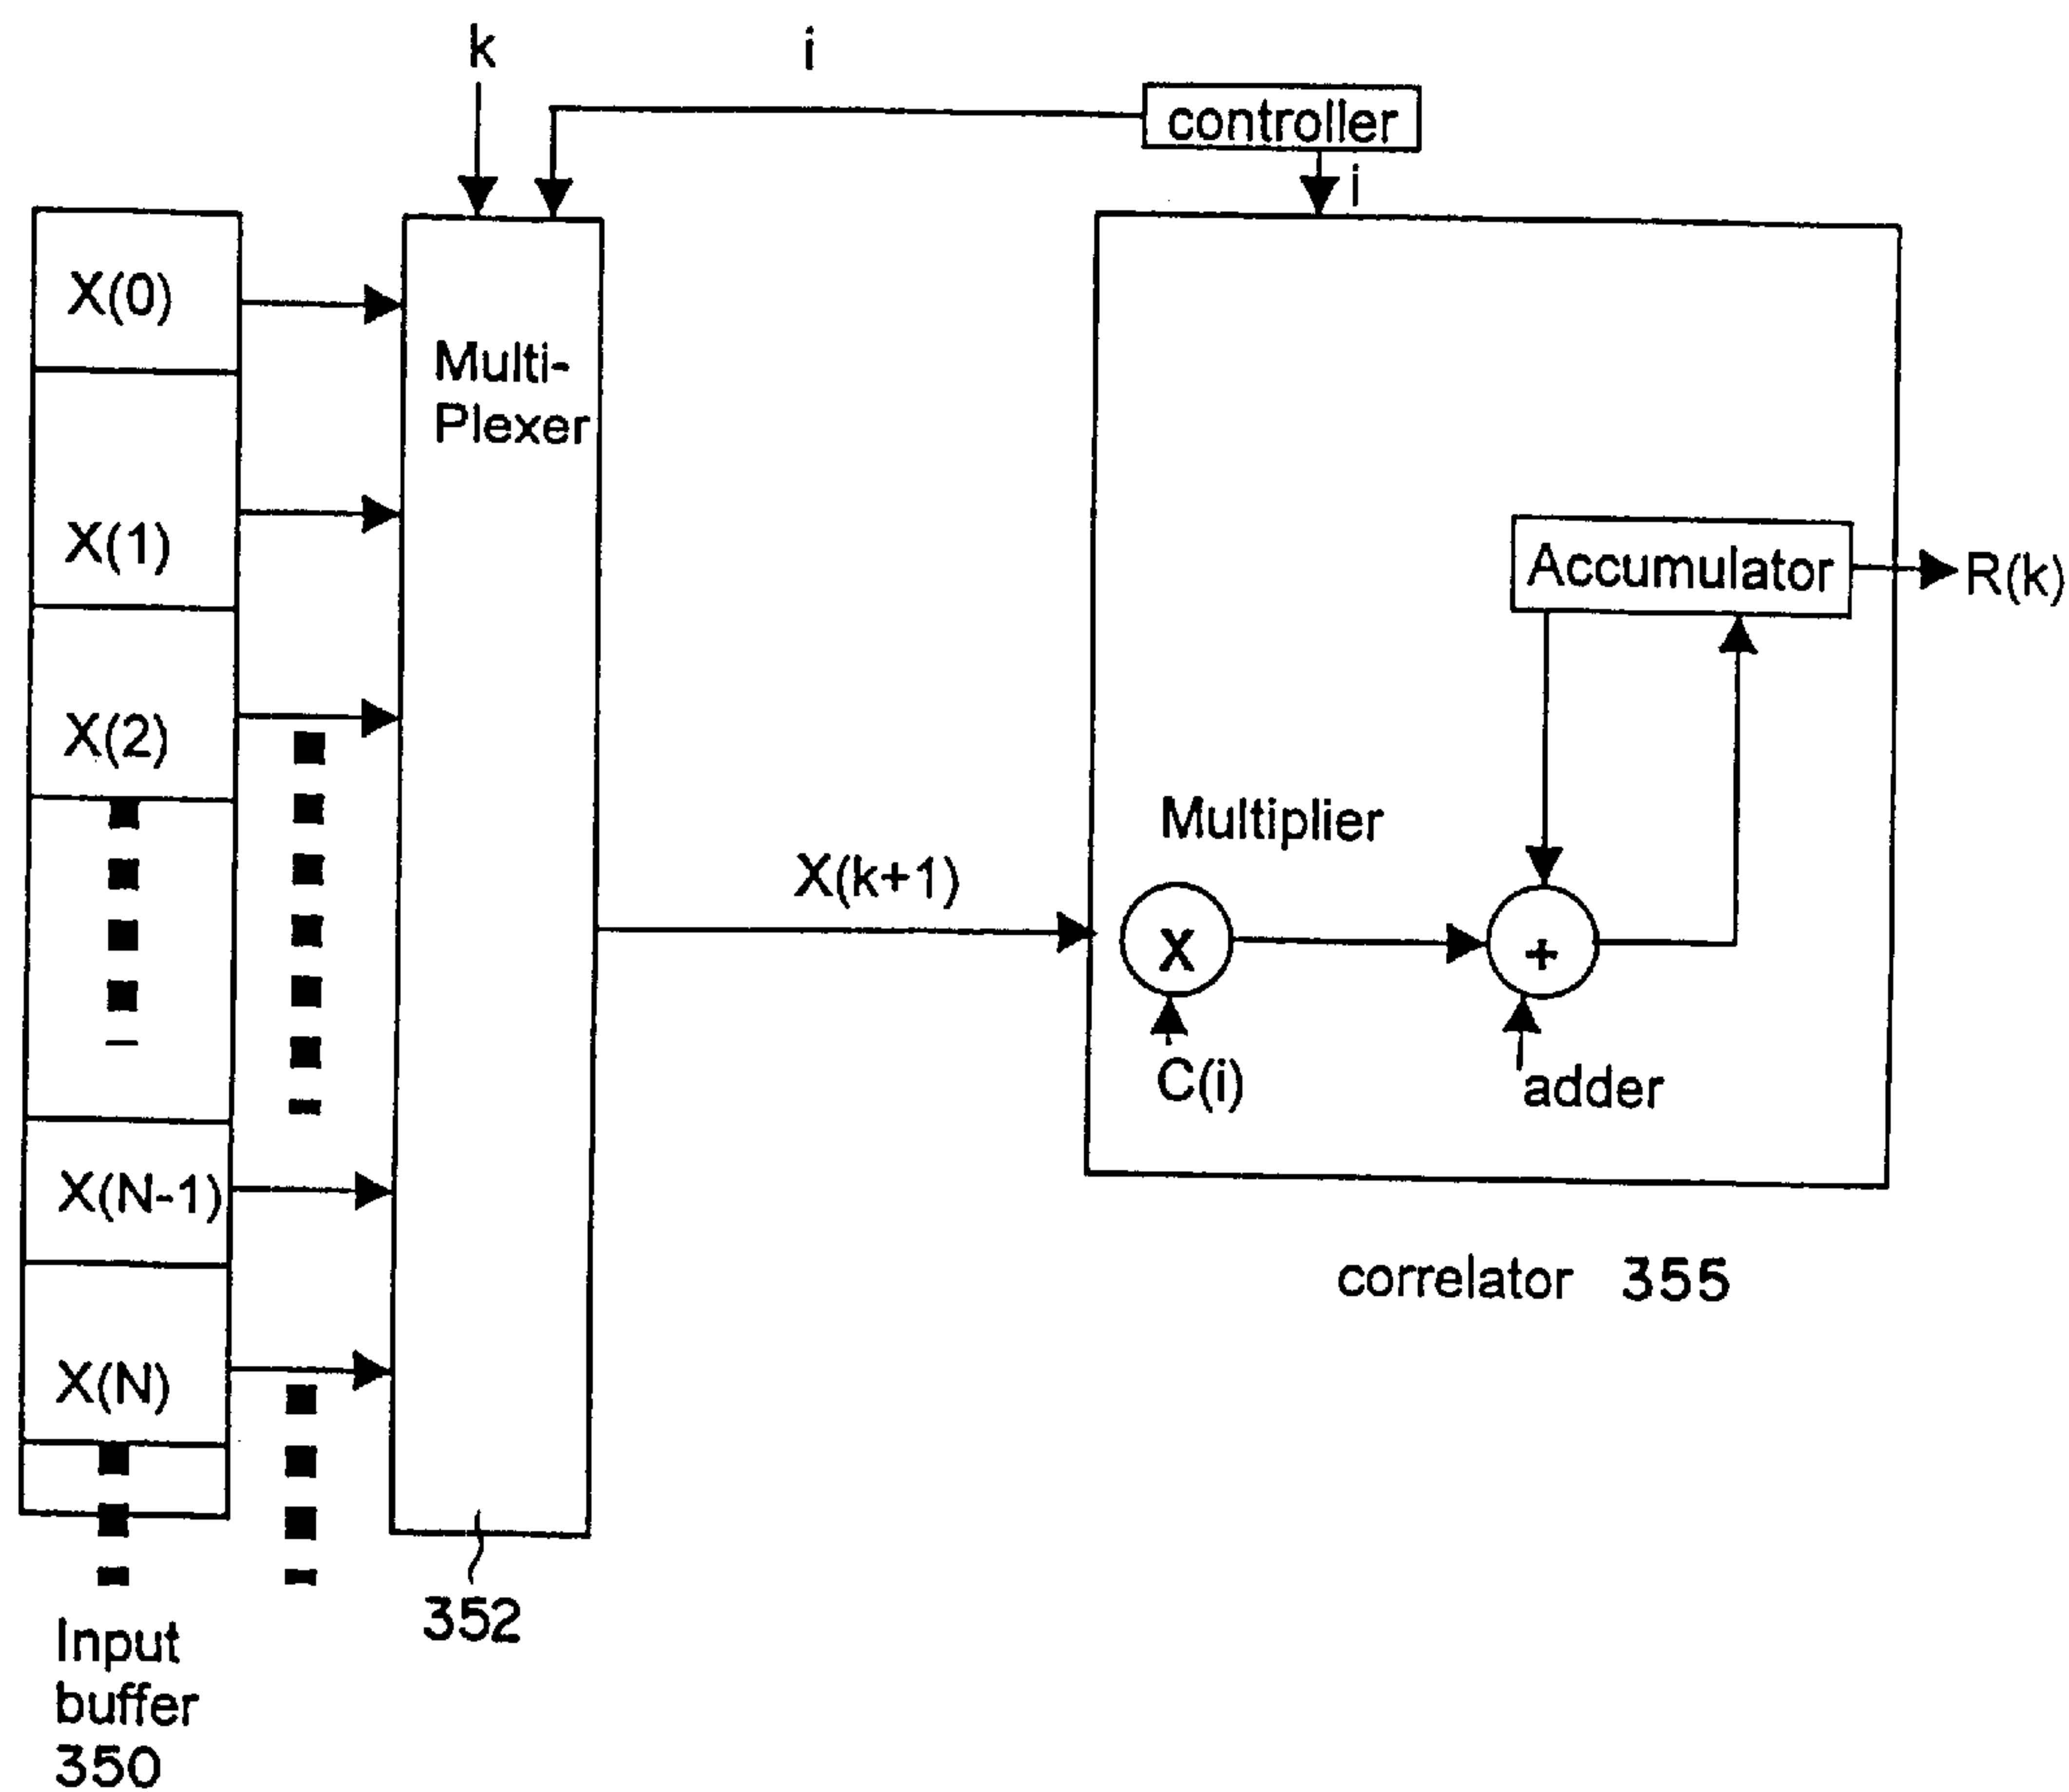 k
i
controller
i
X(0)
X(1)
X(2)
X(N-1)
X(N)
Input
buffer
350
Multi-
Plexer
352
X(k+1)
Multiplier
X
C(i)
+
adder
Accumulator
R(k)
correlator 355